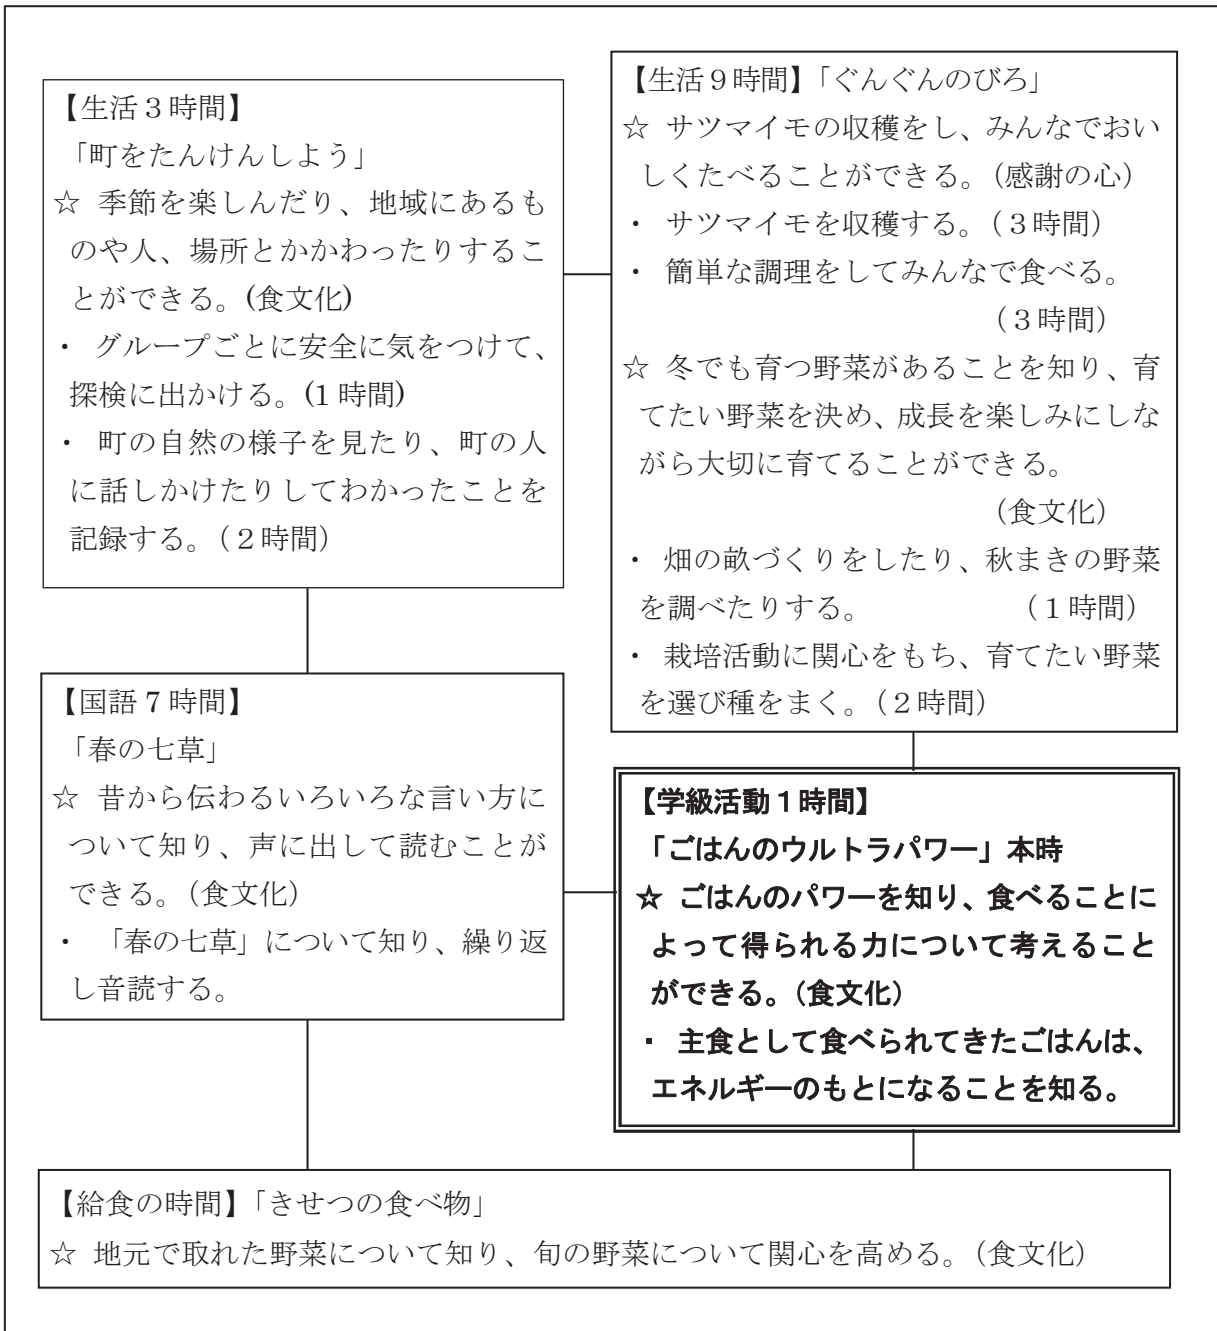 【生活３時間】
「町をたんけんしよう」
☆ 季節を楽しんだり、地域にあるも
のや人、場所とかかわったりするこ
とができる。(食文化)
・ グループごとに安全に気をつけて、
探検に出かける。(1 時間)
・ 町の自然の様子を見たり、町の人
に話しかけたりしてわかったことを
記録する。（２時間）
【生活９時間】「ぐんぐんのびろ」
☆ サツマイモの収穫をし、みんなでおい
しくたべることができる。（感謝の心）
・ サツマイモを収穫する。（３時間）
・ 簡単な調理をしてみんなで食べる。
（３時間）
☆ 冬でも育つ野菜があることを知り、育
てたい野菜を決め、成長を楽しみにしな
がら大切に育てることができる。
（食文化）
・ 畑の畝づくりをしたり、秋まきの野菜
を調べたりする。 （１時間）
・ 栽培活動に関心をもち、育てたい野菜
を選び種をまく。（２時間）
【国語 7 時間】
「春の七草」
☆ 昔から伝わるいろいろな言い方に
ついて知り、声に出して読むことが
できる。（食文化）
・ 「春の七草」について知り、繰り返
し音読する。
【学級活動１時間】
「ごはんのウルトラパワー」本時
☆ ごはんのパワーを知り、食べることに
よって得られる力について考えること
ができる。（食文化）
・ 主食として食べられてきたごはんは、
エネルギーのもとになることを知る。
【給食の時間】「きせつの食べ物」
☆ 地元で取れた野菜について知り、旬の野菜について関心を高める。（食文化）